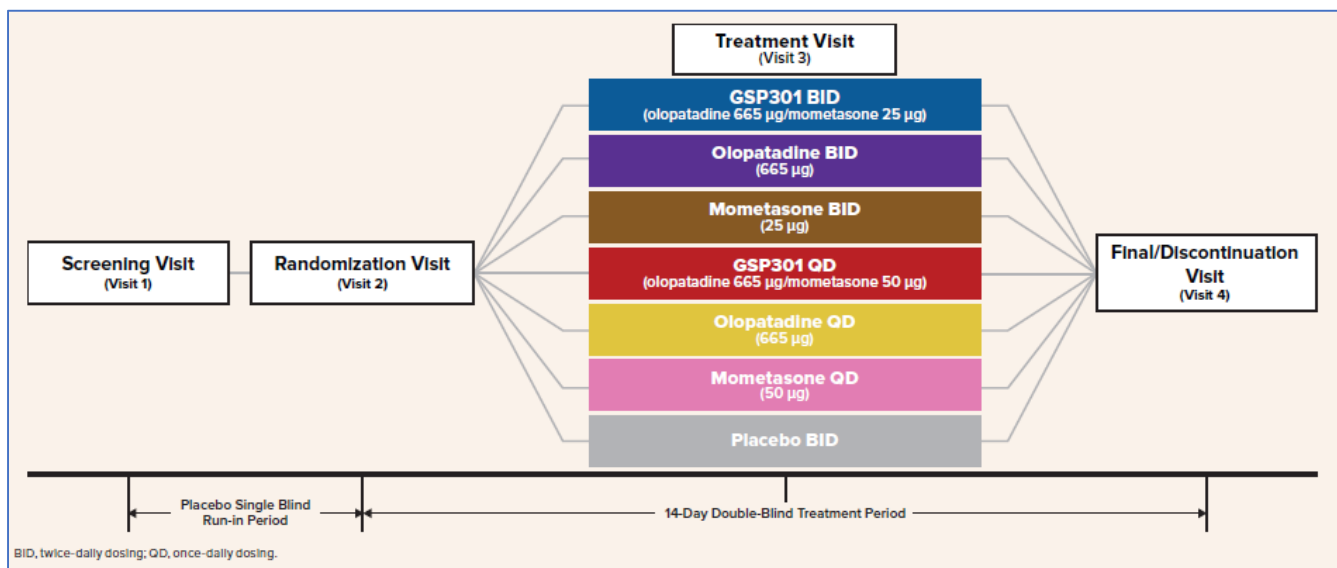 Treatment Visit
(Visit 3)
GSP301 BID
(olopatadine 665 µg/mometasone 25 µg)
Olopatadine BID
(665 µg)
Mometasone BID
(25 µg)
Screening Visit
(Visit 1)
Randomization Visit
(Visit 2)
GSP301 QD
(olopatadine 665 µg/mometasone 50 µg)
Final/Discontinuation
Visit
(Visit 4)
Olopatadine QD
(665 µg)
Mometasone QD
(50 µg)
Placebo BID
Placebo Single Blind
Run-in Period
14-Day Double-Blind Treatment Period
BID, twice-daily dosing; QD, once-daily dosing.